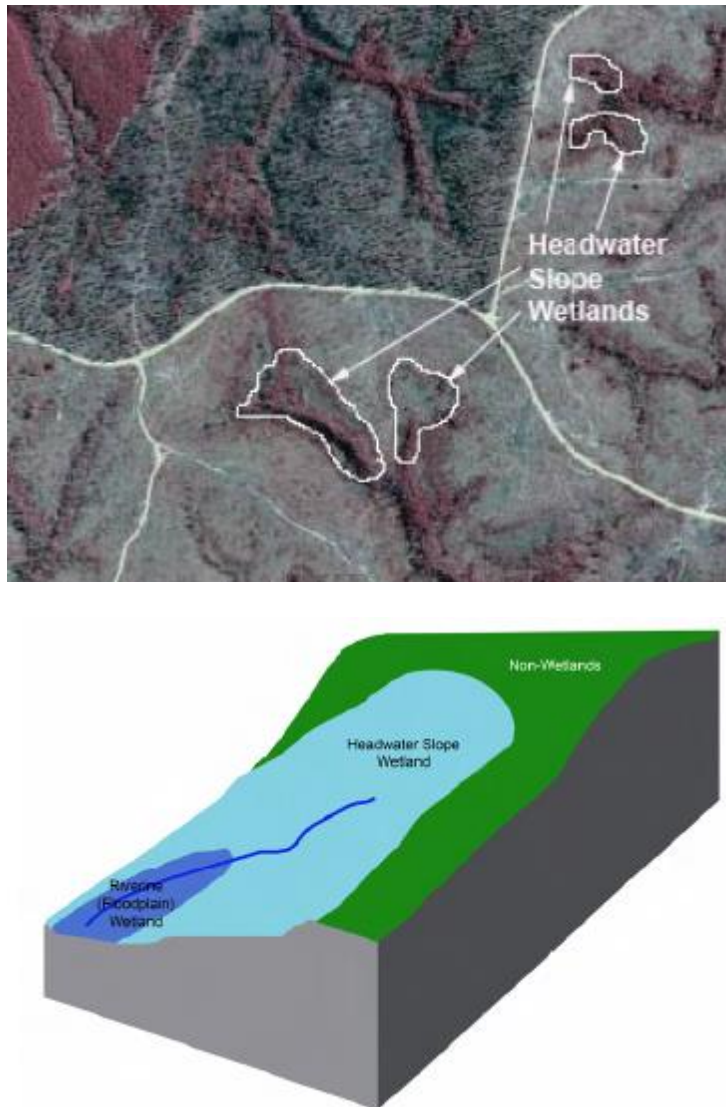 Headwater
Slope
Wetlands
Non-Wetlands
Headwater Slope
Wetland
Riverine
(Floodplain)
Wetland